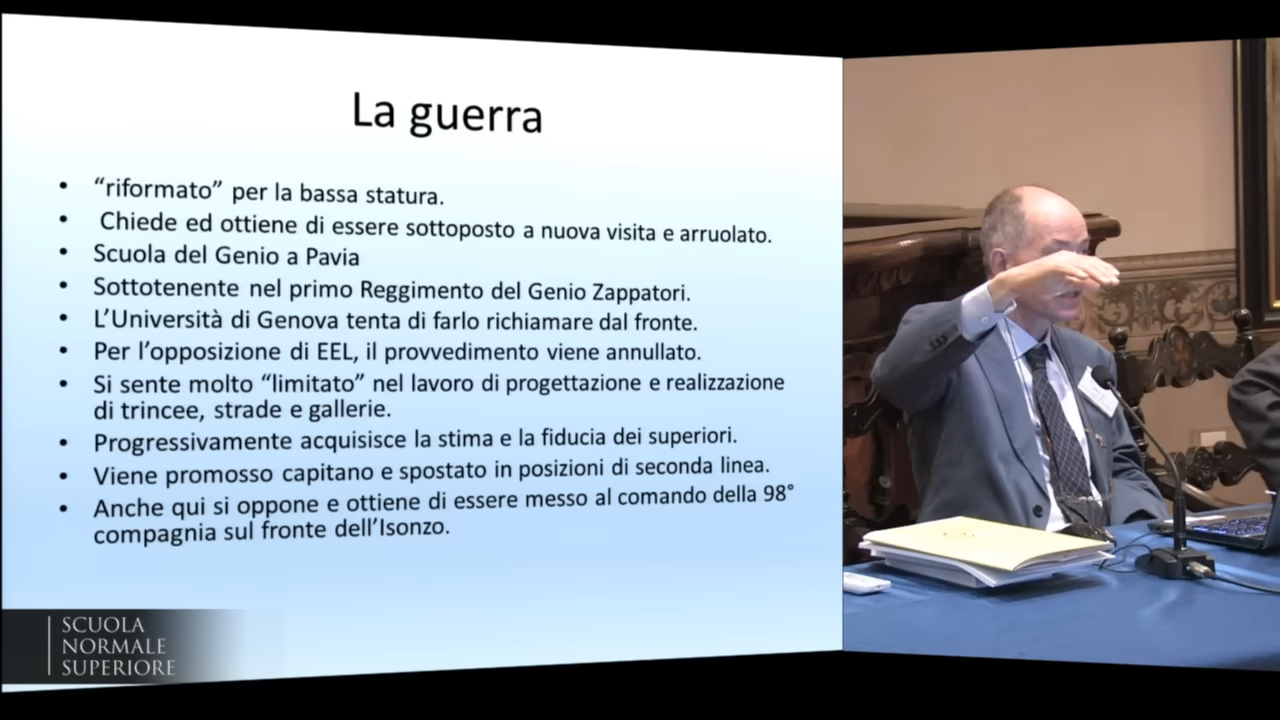 La guerra
• “riformato” per la bassa statura.
• Chiede ed ottiene di essere sottoposto a nuova visita e arruolato.
• Scuola del Genio a Pavia
• Sottotenente nel primo Reggimento del Genio Zappatori.
• L’Università di Genova tenta di farlo richiamare dal fronte.
• Per l’opposizione di EEL, il provvedimento viene annullato.
• Si sente molto “limitato” nel lavoro di progettazione e realizzazione
di trincee, strade e gallerie.
• Progressivamente acquisisce la stima e la fiducia dei superiori.
• Viene promosso capitano e spostato in posizioni di seconda linea.
• Anche qui si oppone e ottiene di essere messo al comando della 98°
compagnia sul fronte dell’Isonzo.
SCUOLA
NORMALE
SUPERIORE